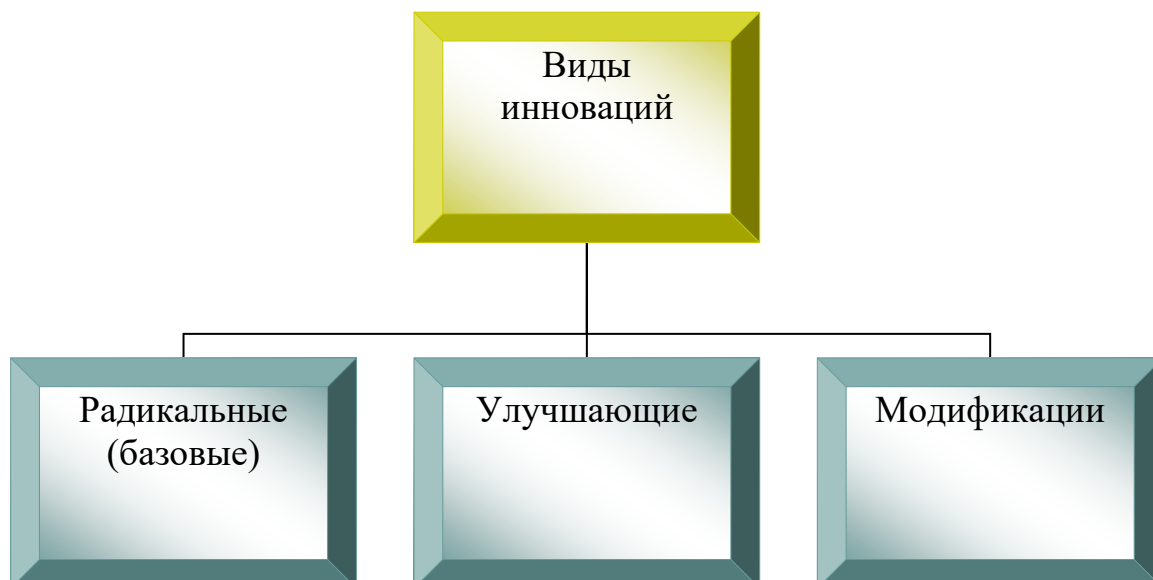 Виды
инноваций
Радикальные
(базовые)
Улучшающие
Модификации